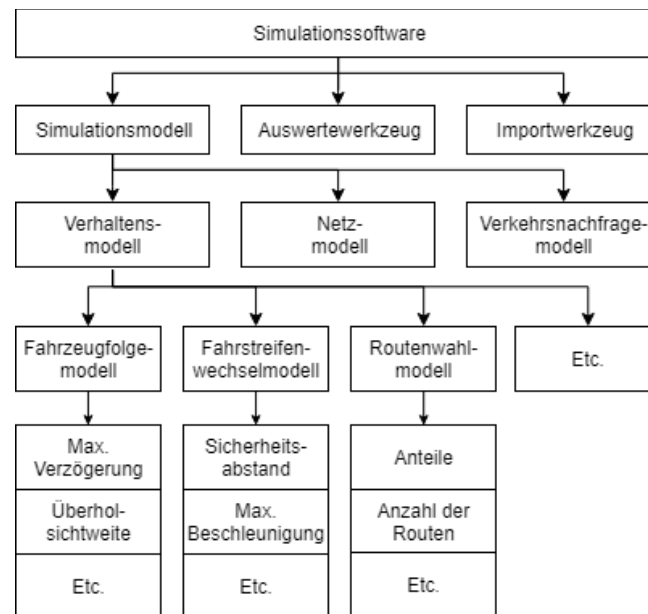 Simulationssoftware
Simulationsmodell
Auswertewerkzeug
Importwerkzeug
Verhaltens-
modell
Netz-
modell
Verkehrsnachfrage-
modell
Fahrzeugfolge-
modell
Fahrstreifen-
wechselmodell
Routenwahl-
modell
Etc.
Max.
Verzögerung
Überhol-
sichtweite
Etc.
Sicherheits-
abstand
Max.
Beschleunigung
Etc.
Anteile
Anzahl der
Routen
Etc.